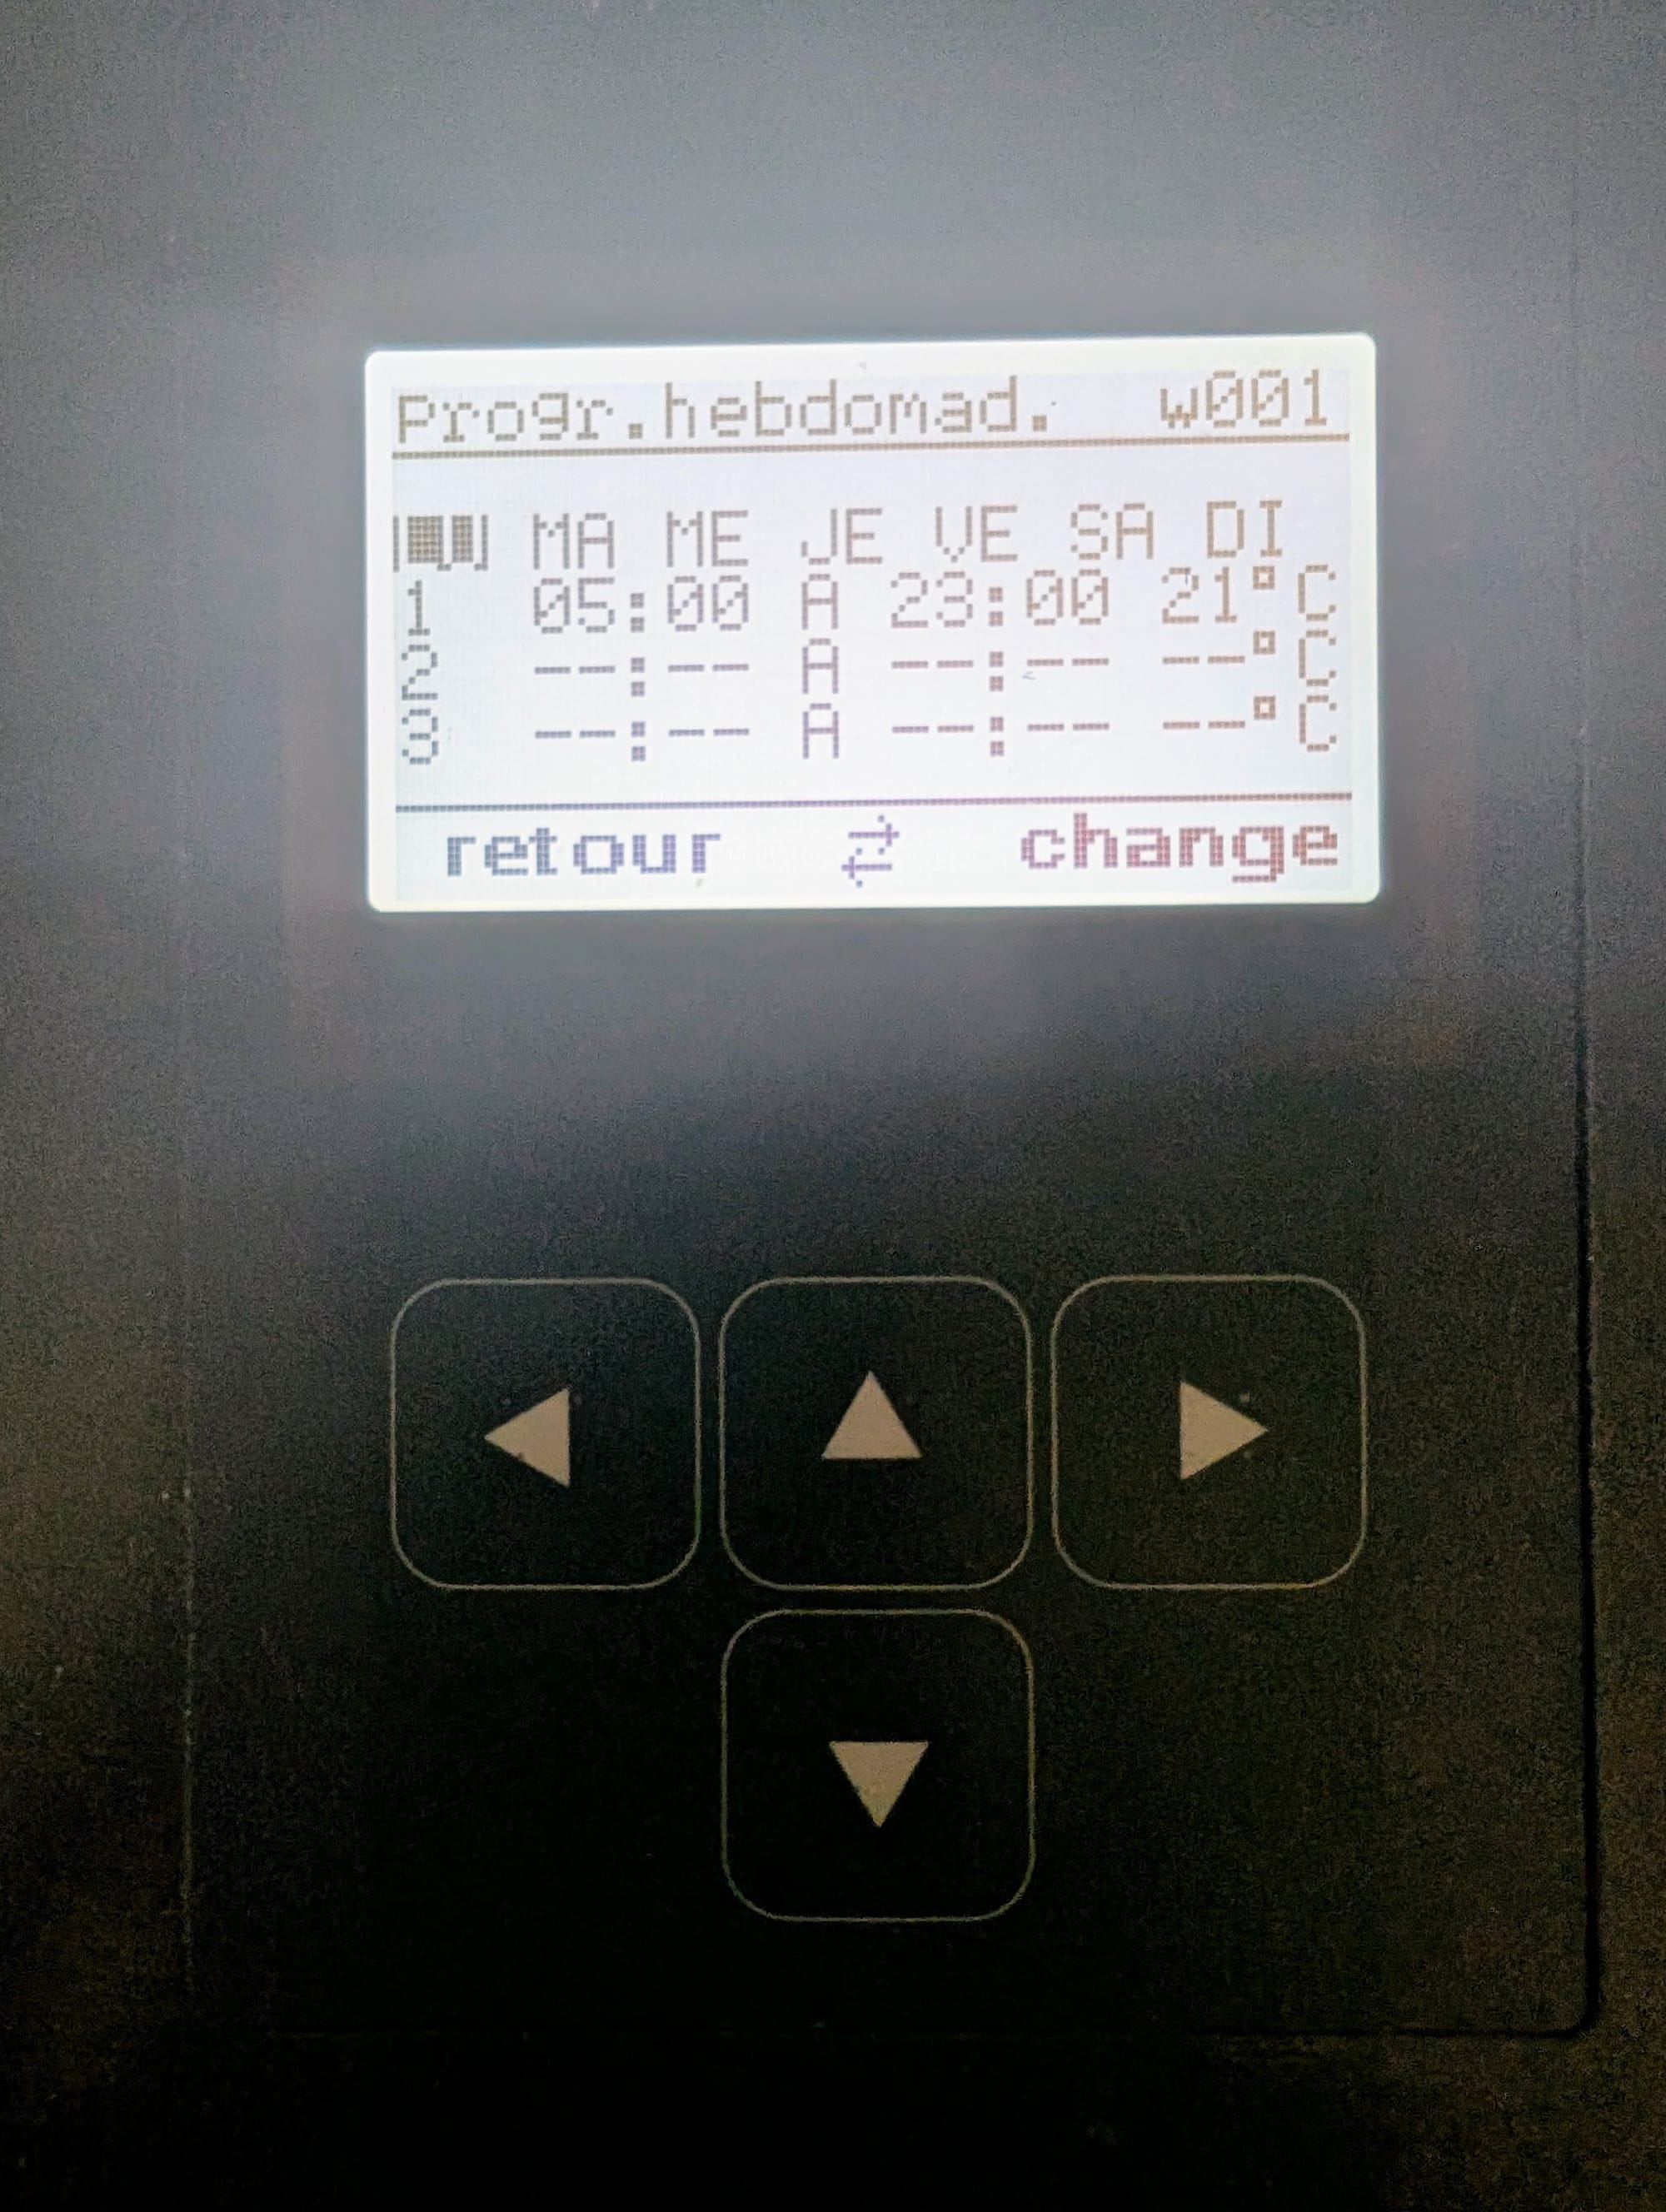 Progr.hebdomad. w001
MA ME JE VE SA DI
1 05:00 A 23:00 21°C
2 --:-- A --:-- --°C
3 --:-- A --:-- --°C
retour ⇄ change